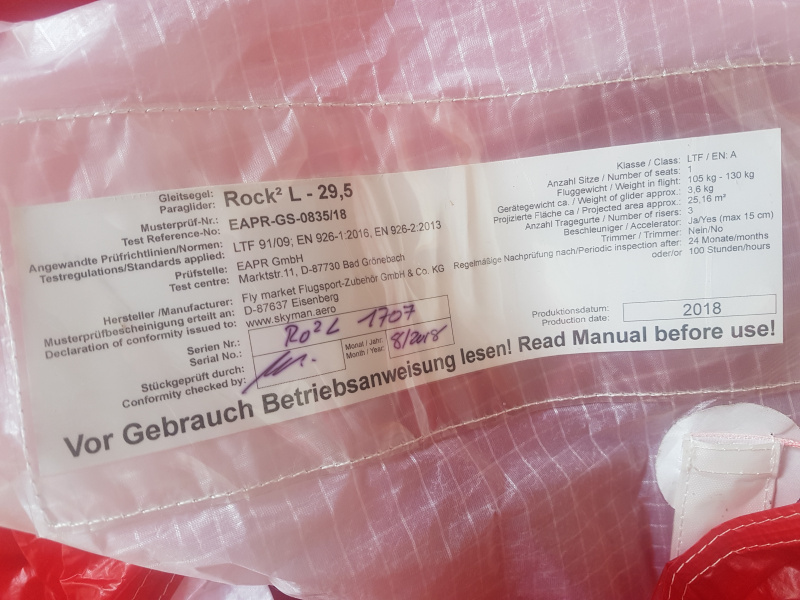 Gleitsegel:
Paraglider: Rock² L - 29,5
Musterprüf-Nr.:
Test Reference-No: EAPR-GS-0835/18
Angewandte Prüfrichtlinien/Normen:
Testregulations/Standards applied: LTF 91/09; EN 926-1:2016, EN 926-2:2013
Prüfstelle: EAPR GmbH
Test centre: Marktstr.11, D-87730 Bad Grönebach
Hersteller /Manufacturer: Fly market Flugsport-Zubehör GmbH & Co. KG
Musterprüfbescheinigung erteilt an: D-87637 Eisenberg
Declaration of conformity issued to: www.skyman.aero
Serien Nr.:
Serial No.: Ro²L 1707
Stückgeprüft durch:
Conformity checked by:
Monat / Jahr:
Month / Year: 8/2018
Klasse / Class: LTF / EN: A
Anzahl Sitze / Number of seats: 1
Fluggewicht / Weight in flight: 105 kg - 130 kg
Gerätegewicht ca. / Weight of glider approx.: 3,6 kg
Projizierte Fläche ca / Projected area approx.: 25,16 m²
Anzahl Tragegurte / Number of risers: 3
Beschleuniger / Accelerator: Ja/Yes (max 15 cm)
Trimmer / Trimmer: Nein/No
Regelmäßige Nachprüfung nach/Periodic inspection after: 24 Monate/months
oder/or 100 Stunden/hours
Produktionsdatum:
Production date: 2018
Vor Gebrauch Betriebsanweisung lesen! Read Manual before use!